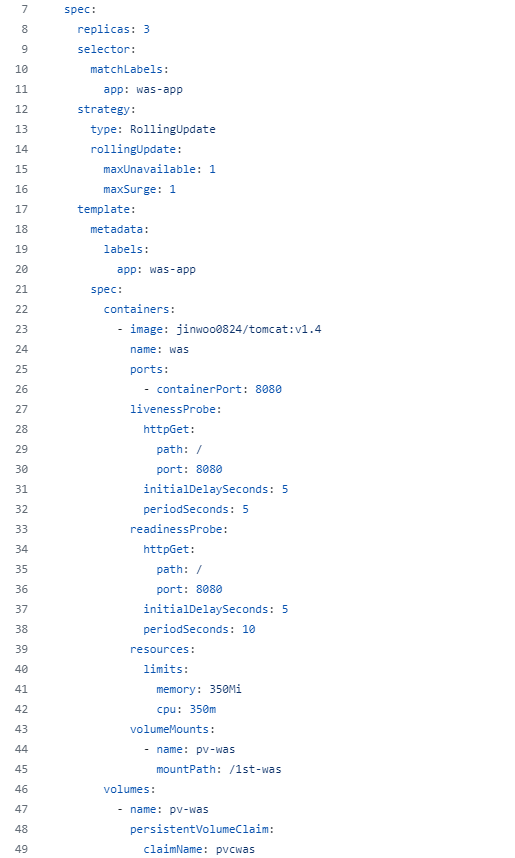 7 spec:
8 replicas: 3
9 selector:
10 matchLabels:
11 app: was-app
12 strategy:
13 type: RollingUpdate
14 rollingUpdate:
15 maxUnavailable: 1
16 maxSurge: 1
17 template:
18 metadata:
19 labels:
20 app: was-app
21 spec:
22 containers:
23 - image: jinwoo0824/tomcat:v1.4
24 name: was
25 ports:
26 - containerPort: 8080
27 livenessProbe:
28 httpGet:
29 path: /
30 port: 8080
31 initialDelaySeconds: 5
32 periodSeconds: 5
33 readinessProbe:
34 httpGet:
35 path: /
36 port: 8080
37 initialDelaySeconds: 5
38 periodSeconds: 10
39 resources:
40 limits:
41 memory: 350Mi
42 cpu: 350m
43 volumeMounts:
44 - name: pv-was
45 mountPath: /1st-was
46 volumes:
47 - name: pv-was
48 persistentVolumeClaim:
49 claimName: pvcwas